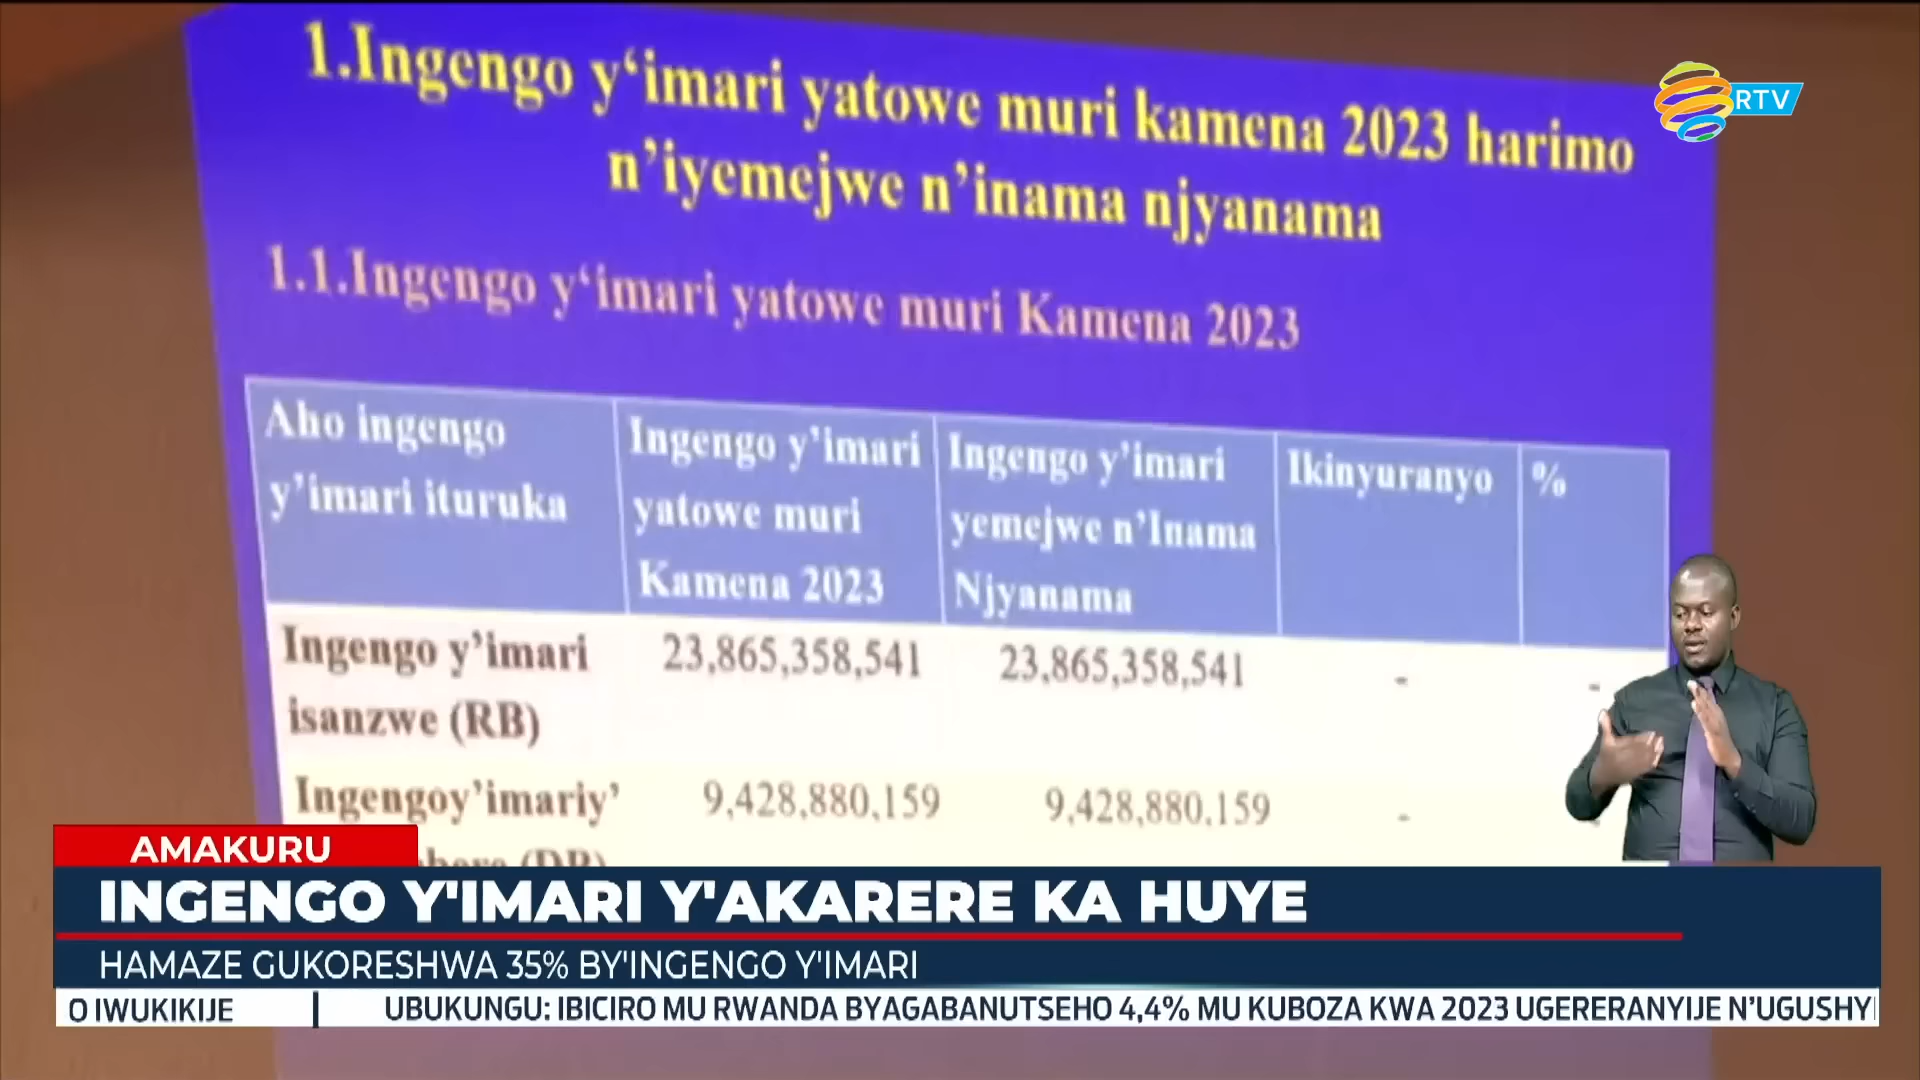 1.Ingengo y‘imari yatowe muri kamena 2023 harimo
n’iyemejwe n’inama njyanama
RTV
1.1.Ingengo y‘imari yatowe muri Kamena 2023
Aho ingengo
y’imari ituruka
Ingengo y’imari
yatowe muri
Kamena 2023
Ingengo y’imari
yemejwe n’Inama
Njyanama
Ikinyuranyo
%
Ingengo y’imari
isanzwe (RB)
23,865,358,541
23,865,358,541
-
-
Ingengoy’imariy’
9,428,880,159
9,428,880,159
-
AMAKURU
INGENGO Y'IMARI Y'AKARERE KA HUYE
HAMAZE GUKORESHWA 35% BY'INGENGO Y'IMARI
O IWUKIKIJE | UBUKUNGU: IBICIRO MU RWANDA BYAGABANUTSEHO 4,4% MU KUBOZA KWA 2023 UGERERANYIJE N’UGUSHY